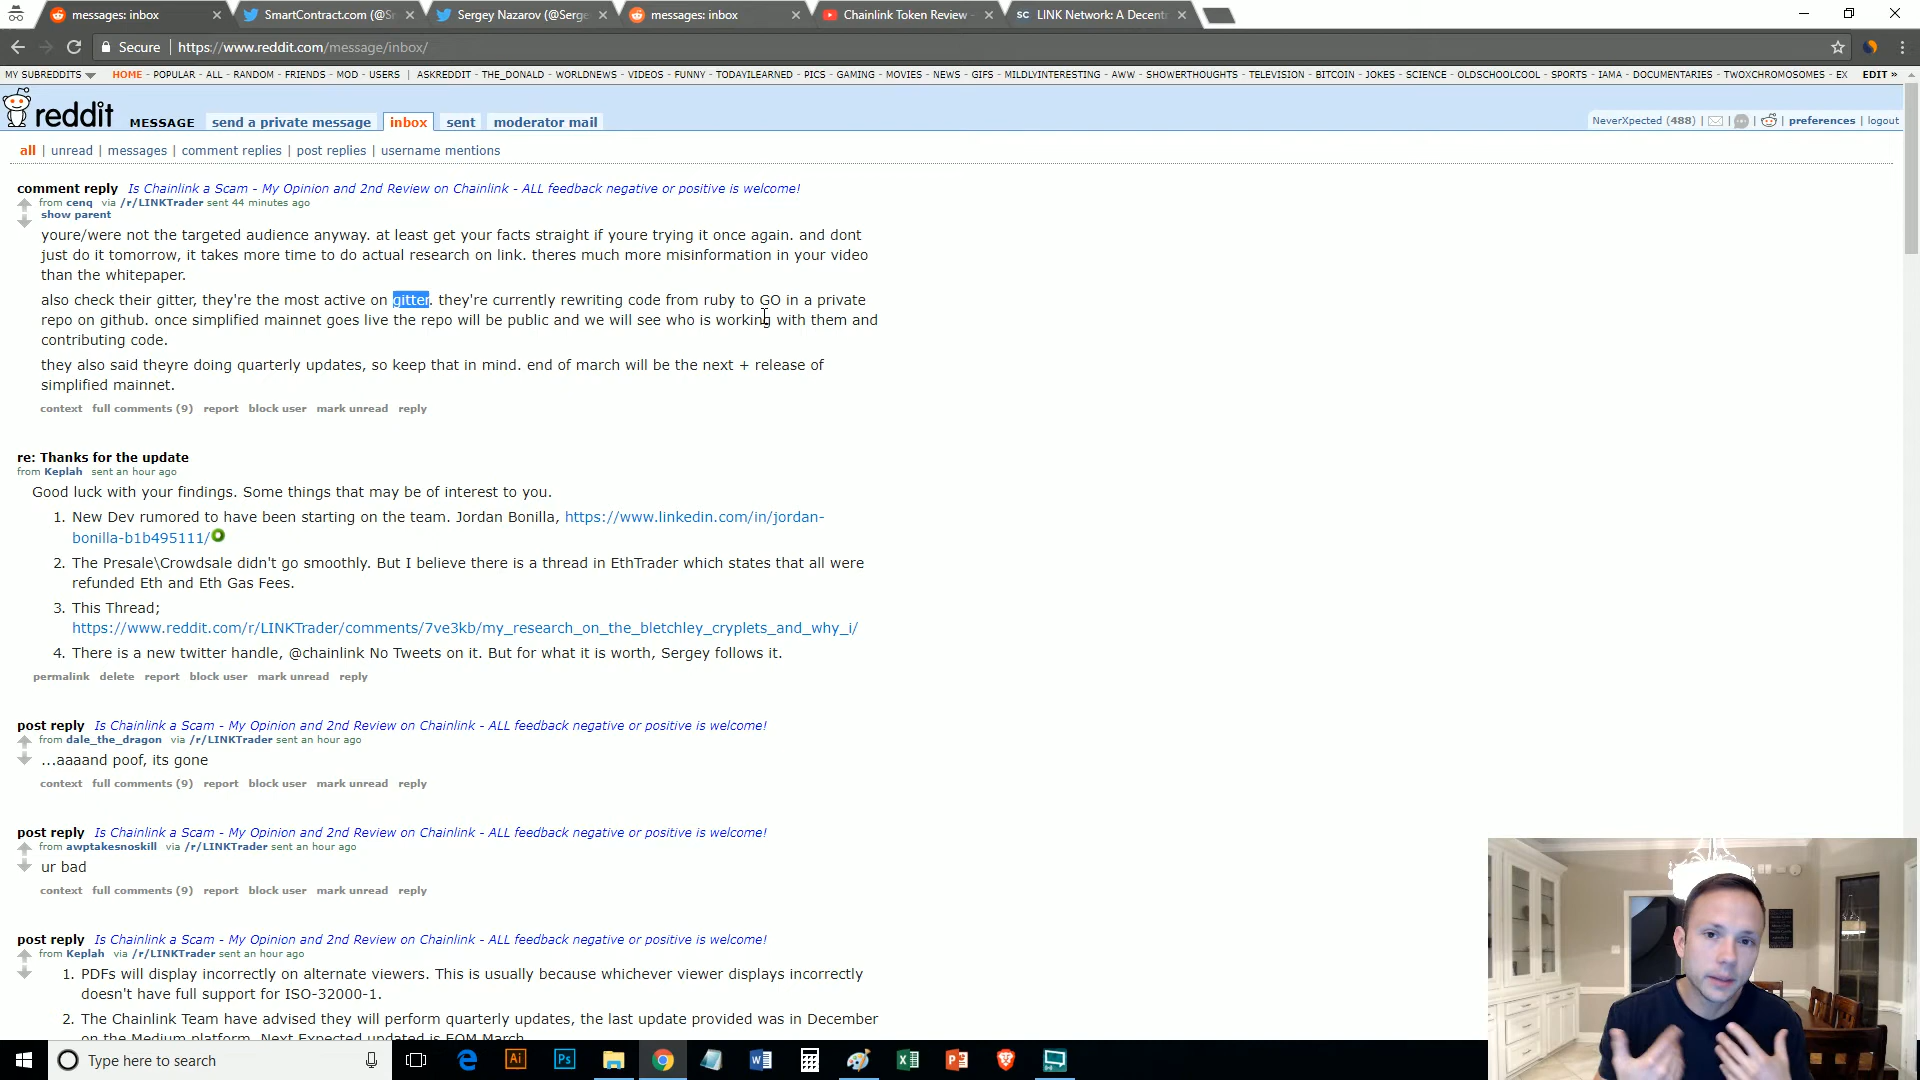 messages: inbox
SmartContract.com (@S
Sergey Nazarov (@Serge
messages: inbox
Chainlink Token Review -
SC LINK Network: A Decent
Secure | https://www.reddit.com/message/inbox/
MY SUBREDDITS HOME - POPULAR - ALL - RANDOM - FRIENDS - MOD - USERS | ASKREDDIT - THE_DONALD - WORLDNEWS - VIDEOS - FUNNY - TODAYILEARNED - PICS - GAMING - MOVIES - NEWS - GIFS - MILDLYINTERESTING - AWW - SHOWERTHOUGHTS - TELEVISION - BITCOIN - JOKES - SCIENCE - OLDSCHOOLCOOL - SPORTS - IAMA - DOCUMENTARIES - TWOXCHROMOSOMES - EX EDIT »
reddit MESSAGE send a private message inbox sent moderator mail
NeverXpected (488) | | | | preferences | logout
all | unread | messages | comment replies | post replies | username mentions
comment reply Is Chainlink a Scam - My Opinion and 2nd Review on Chainlink - ALL feedback negative or positive is welcome!
from cenq via /r/LINKTrader sent 44 minutes ago
show parent
youre/were not the targeted audience anyway. at least get your facts straight if youre trying it once again. and dont
just do it tomorrow, it takes more time to do actual research on link. theres much more misinformation in your video
than the whitepaper.
also check their gitter, they're the most active on gitter. they're currently rewriting code from ruby to GO in a private
repo on github. once simplified mainnet goes live the repo will be public and we will see who is working with them and
contributing code.
they also said theyre doing quarterly updates, so keep that in mind. end of march will be the next + release of
simplified mainnet.
context full comments (9) report block user mark unread reply
re: Thanks for the update
from Keplah sent an hour ago
Good luck with your findings. Some things that may be of interest to you.
1. New Dev rumored to have been starting on the team. Jordan Bonilla, https://www.linkedin.com/in/jordan-
bonilla-b1b495111/
2. The Presale\Crowdsale didn't go smoothly. But I believe there is a thread in EthTrader which states that all were
refunded Eth and Eth Gas Fees.
3. This Thread;
https://www.reddit.com/r/LINKTrader/comments/7ve3kb/my_research_on_the_bletchley_cryplets_and_why_i/
4. There is a new twitter handle, @chainlink No Tweets on it. But for what it is worth, Sergey follows it.
permalink delete report block user mark unread reply
post reply Is Chainlink a Scam - My Opinion and 2nd Review on Chainlink - ALL feedback negative or positive is welcome!
from dale_the_dragon via /r/LINKTrader sent an hour ago
...aaaand poof, its gone
context full comments (9) report block user mark unread reply
post reply Is Chainlink a Scam - My Opinion and 2nd Review on Chainlink - ALL feedback negative or positive is welcome!
from awptakesnoskill via /r/LINKTrader sent an hour ago
ur bad
context full comments (9) report block user mark unread reply
post reply Is Chainlink a Scam - My Opinion and 2nd Review on Chainlink - ALL feedback negative or positive is welcome!
from Keplah via /r/LINKTrader sent an hour ago
1. PDFs will display incorrectly on alternate viewers. This is usually because whichever viewer displays incorrectly
doesn't have full support for ISO-32000-1.
2. The Chainlink Team have advised they will perform quarterly updates, the last update provided was in December
on the Medium platform. Next Expected updated is EOM March
Type here to search